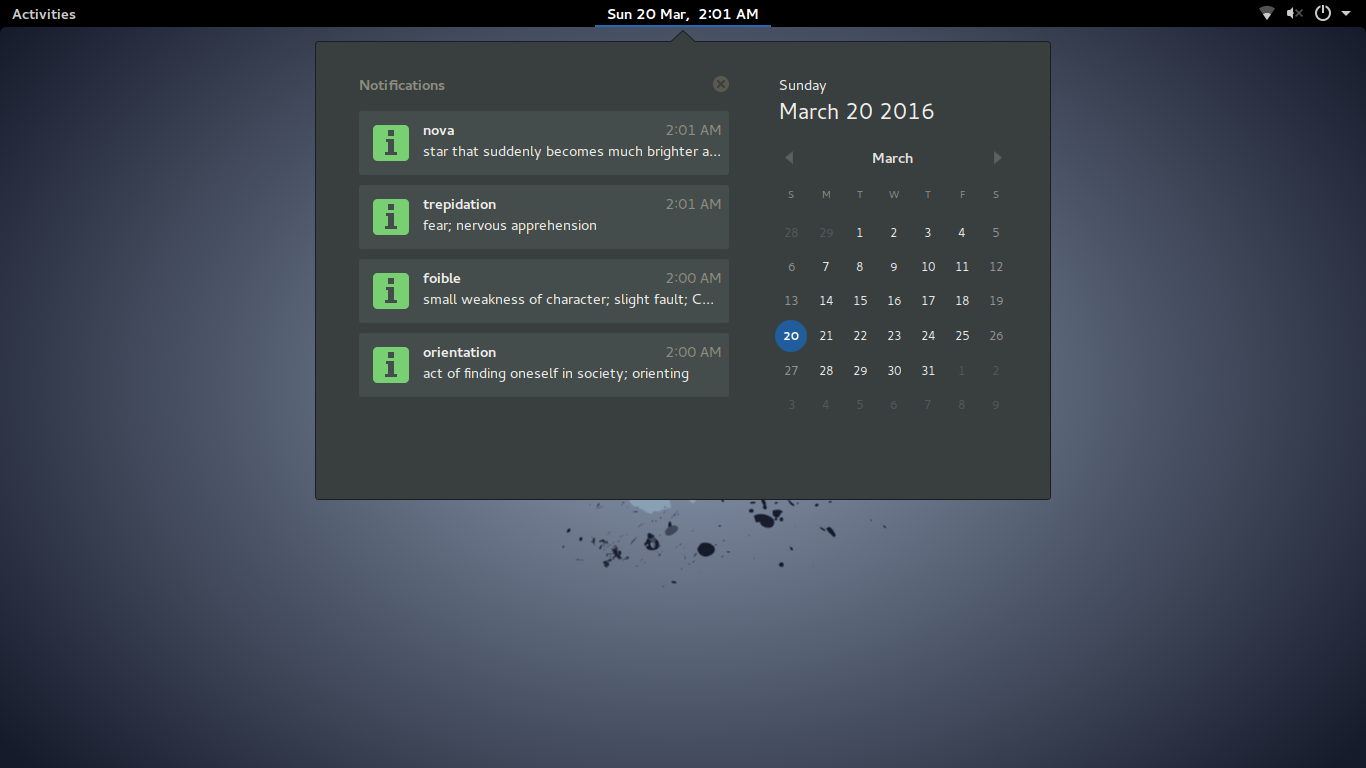 Activities
Sun 20 Mar, 2:01 AM
Notifications
nova 2:01 AM
star that suddenly becomes much brighter a...
trepidation 2:01 AM
fear; nervous apprehension
foible 2:00 AM
small weakness of character; slight fault; C...
orientation 2:00 AM
act of finding oneself in society; orienting
Sunday
March 20 2016
March
S M T W T F S
28 29 1 2 3 4 5
6 7 8 9 10 11 12
13 14 15 16 17 18 19
20 21 22 23 24 25 26
27 28 29 30 31 1 2
3 4 5 6 7 8 9